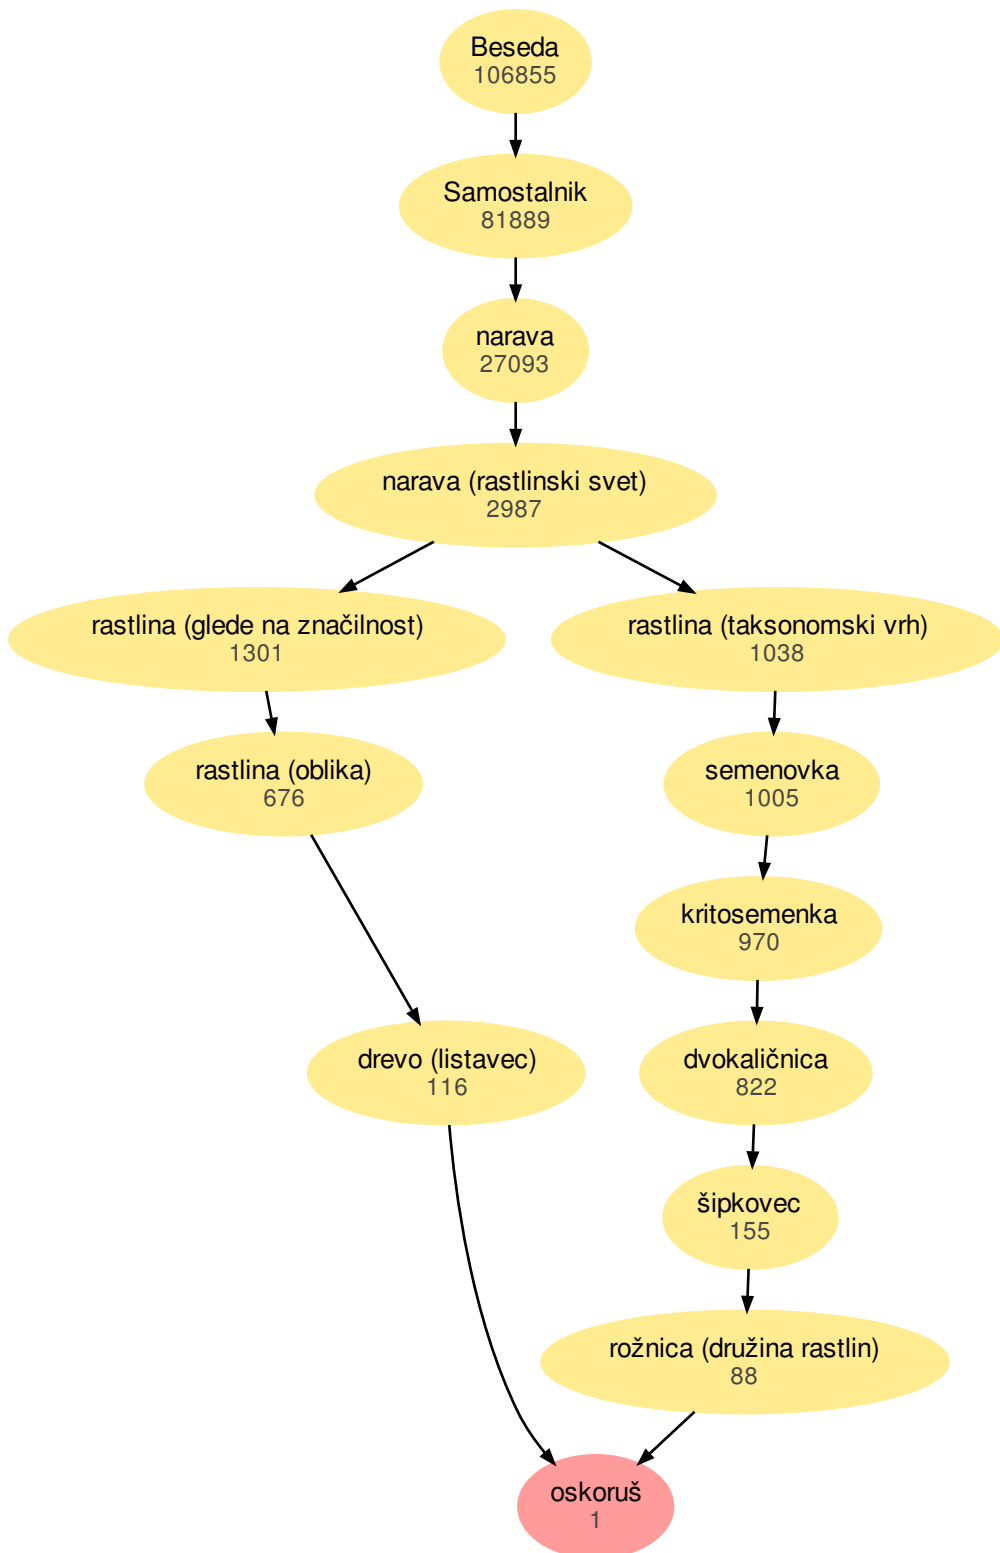 Beseda
106855
Samostalnik
81889
narava
27093
narava (rastlinski svet)
2987
rastlina (glede na značilnost)
1301
rastlina (taksonomski vrh)
1038
rastlina (oblika)
676
semenovka
1005
kritosemenka
970
drevo (listavec)
116
dvokaličnica
822
šipkovec
155
rožnica (družina rastlin)
88
oskoruš
1